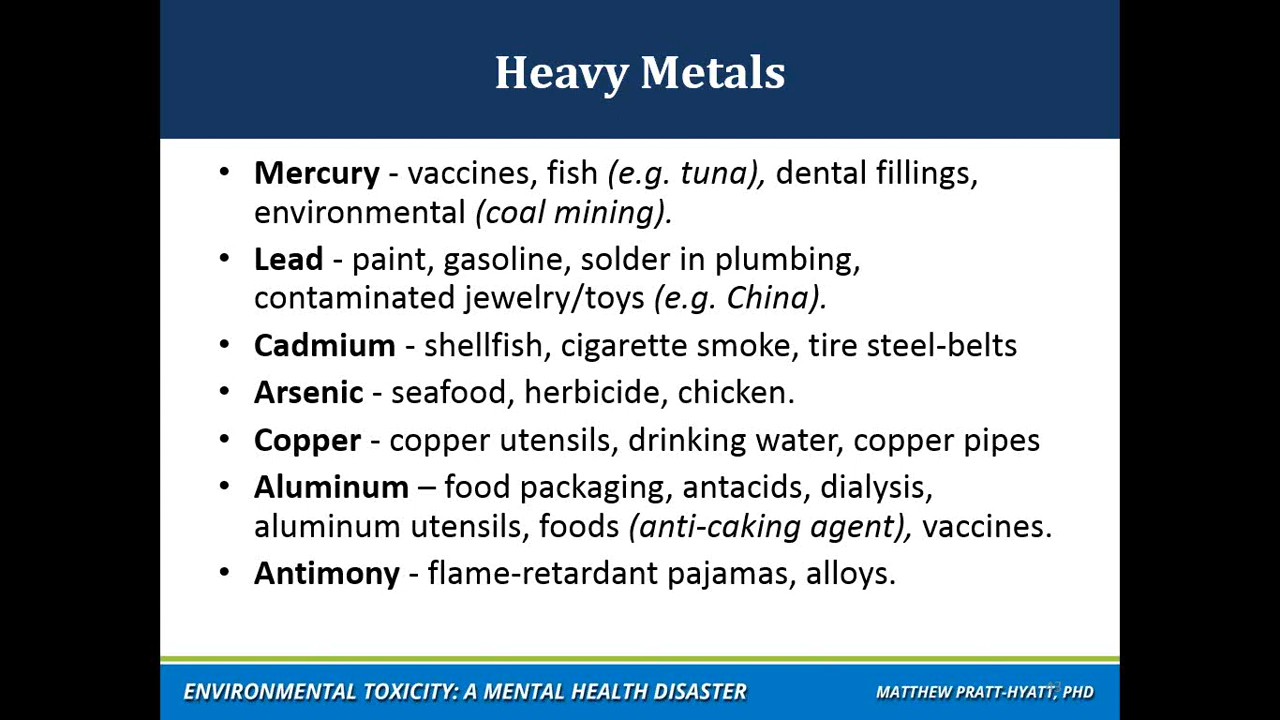 Heavy Metals
• Mercury - vaccines, fish (e.g. tuna), dental fillings,
environmental (coal mining).
• Lead - paint, gasoline, solder in plumbing,
contaminated jewelry/toys (e.g. China).
• Cadmium - shellfish, cigarette smoke, tire steel-belts
• Arsenic - seafood, herbicide, chicken.
• Copper - copper utensils, drinking water, copper pipes
• Aluminum – food packaging, antacids, dialysis,
aluminum utensils, foods (anti-caking agent), vaccines.
• Antimony - flame-retardant pajamas, alloys.
ENVIRONMENTAL TOXICITY: A MENTAL HEALTH DISASTER
MATTHEW PRATT-HYATT, PHD